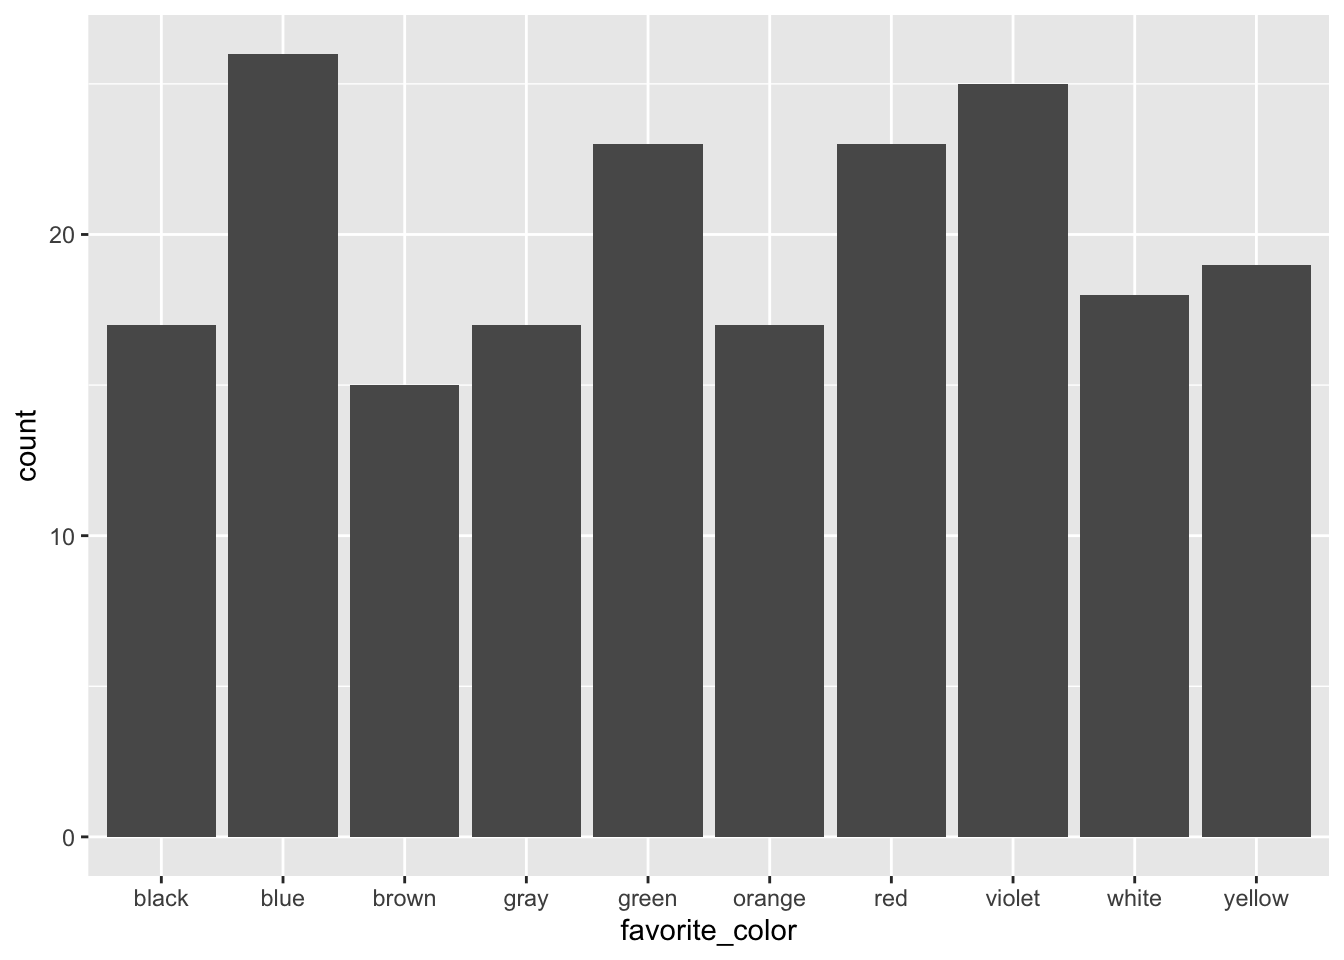 count
20
10
0
black blue brown gray green orange red violet white yellow
favorite_color